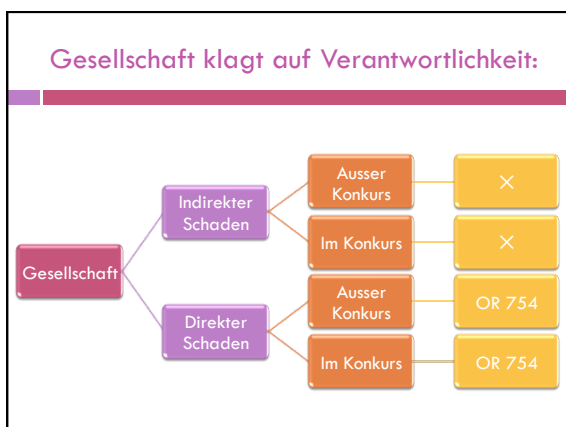 Gesellschaft klagt auf Verantwortlichkeit:
Gesellschaft
Indirekter
Schaden
Ausser
Konkurs
×
Im Konkurs
×
Direkter
Schaden
Ausser
Konkurs
OR 754
Im Konkurs
OR 754